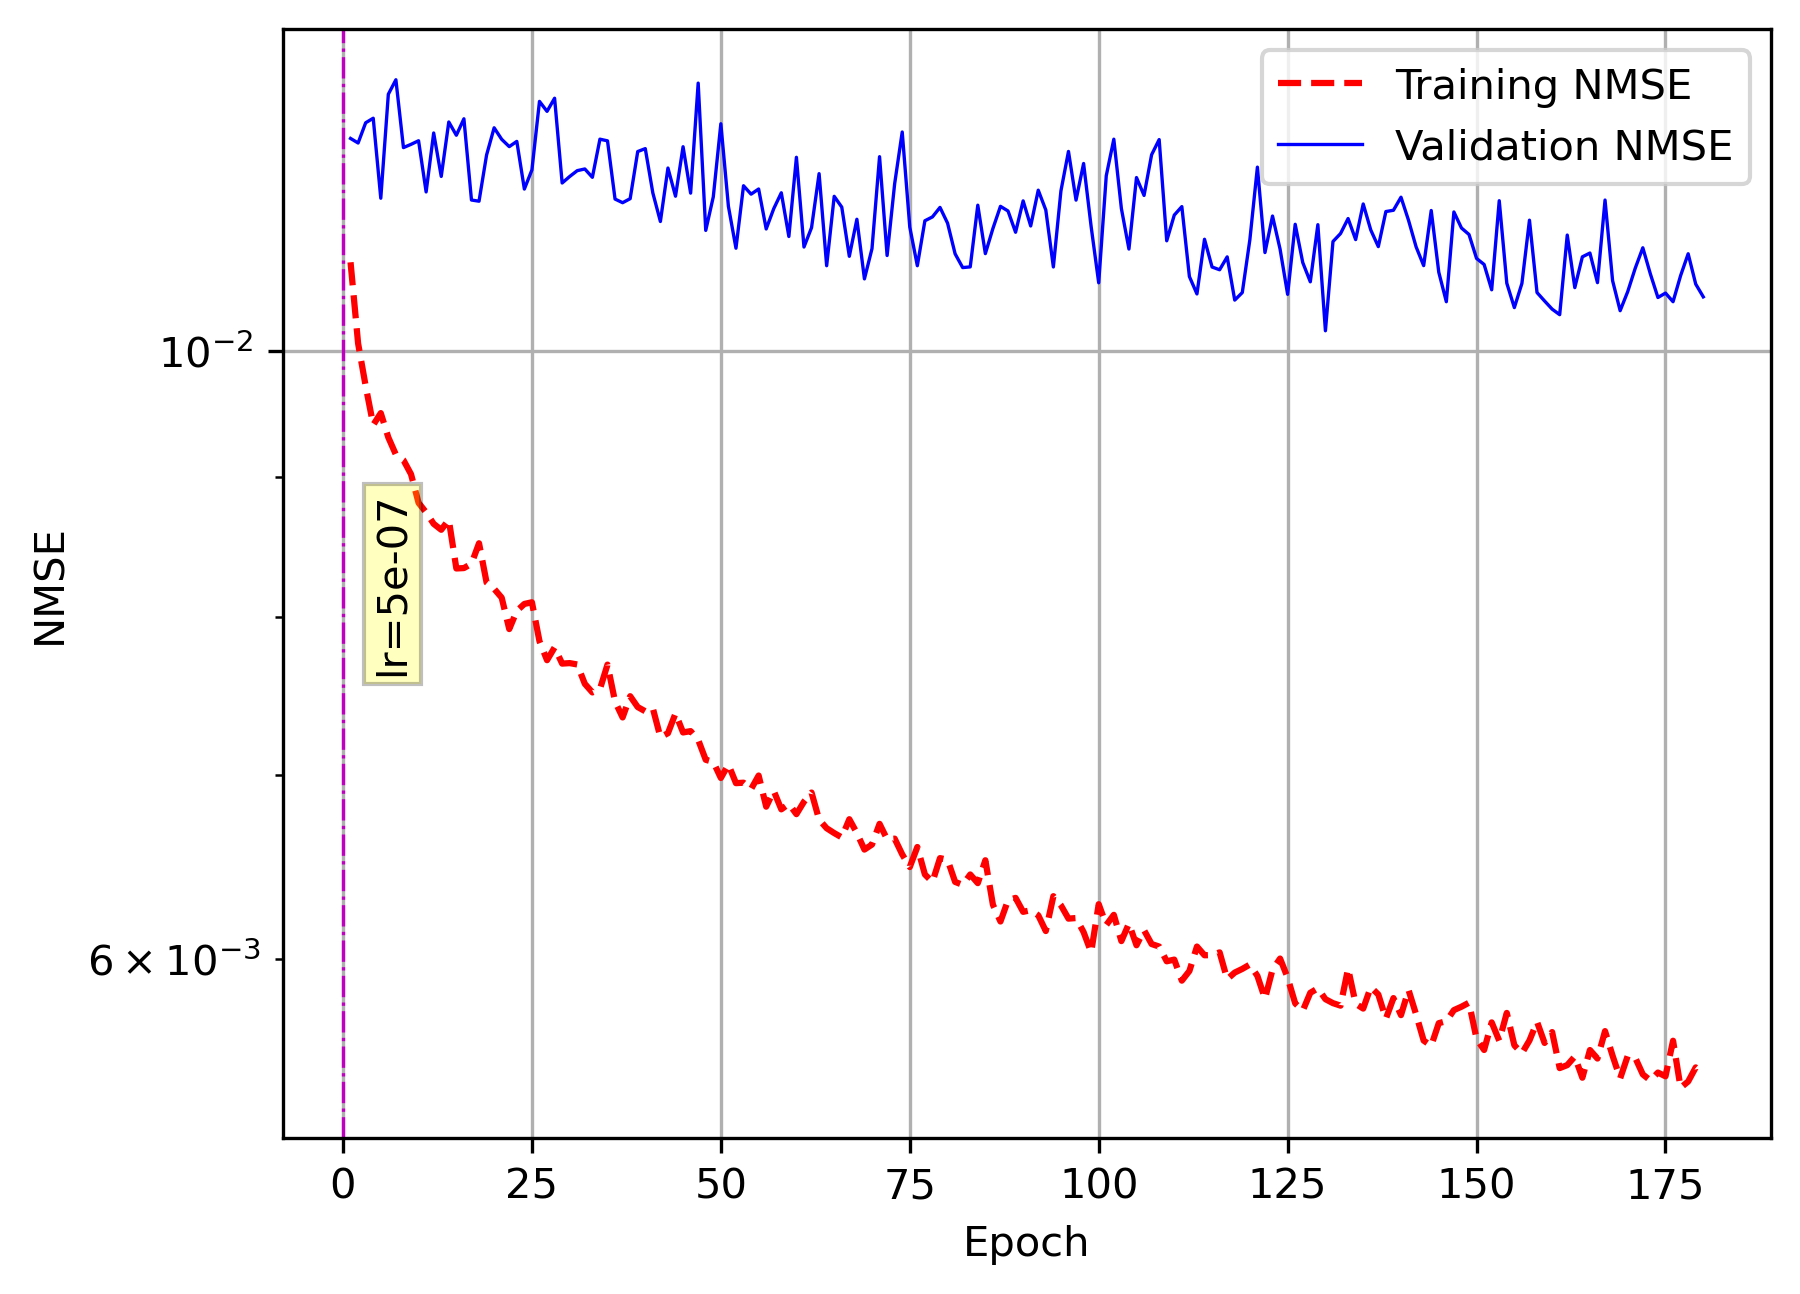 Training NMSE
Validation NMSE
10⁻²
6 × 10⁻³
NMSE
lr=5e-07
0 25 50 75 100 125 150 175
Epoch